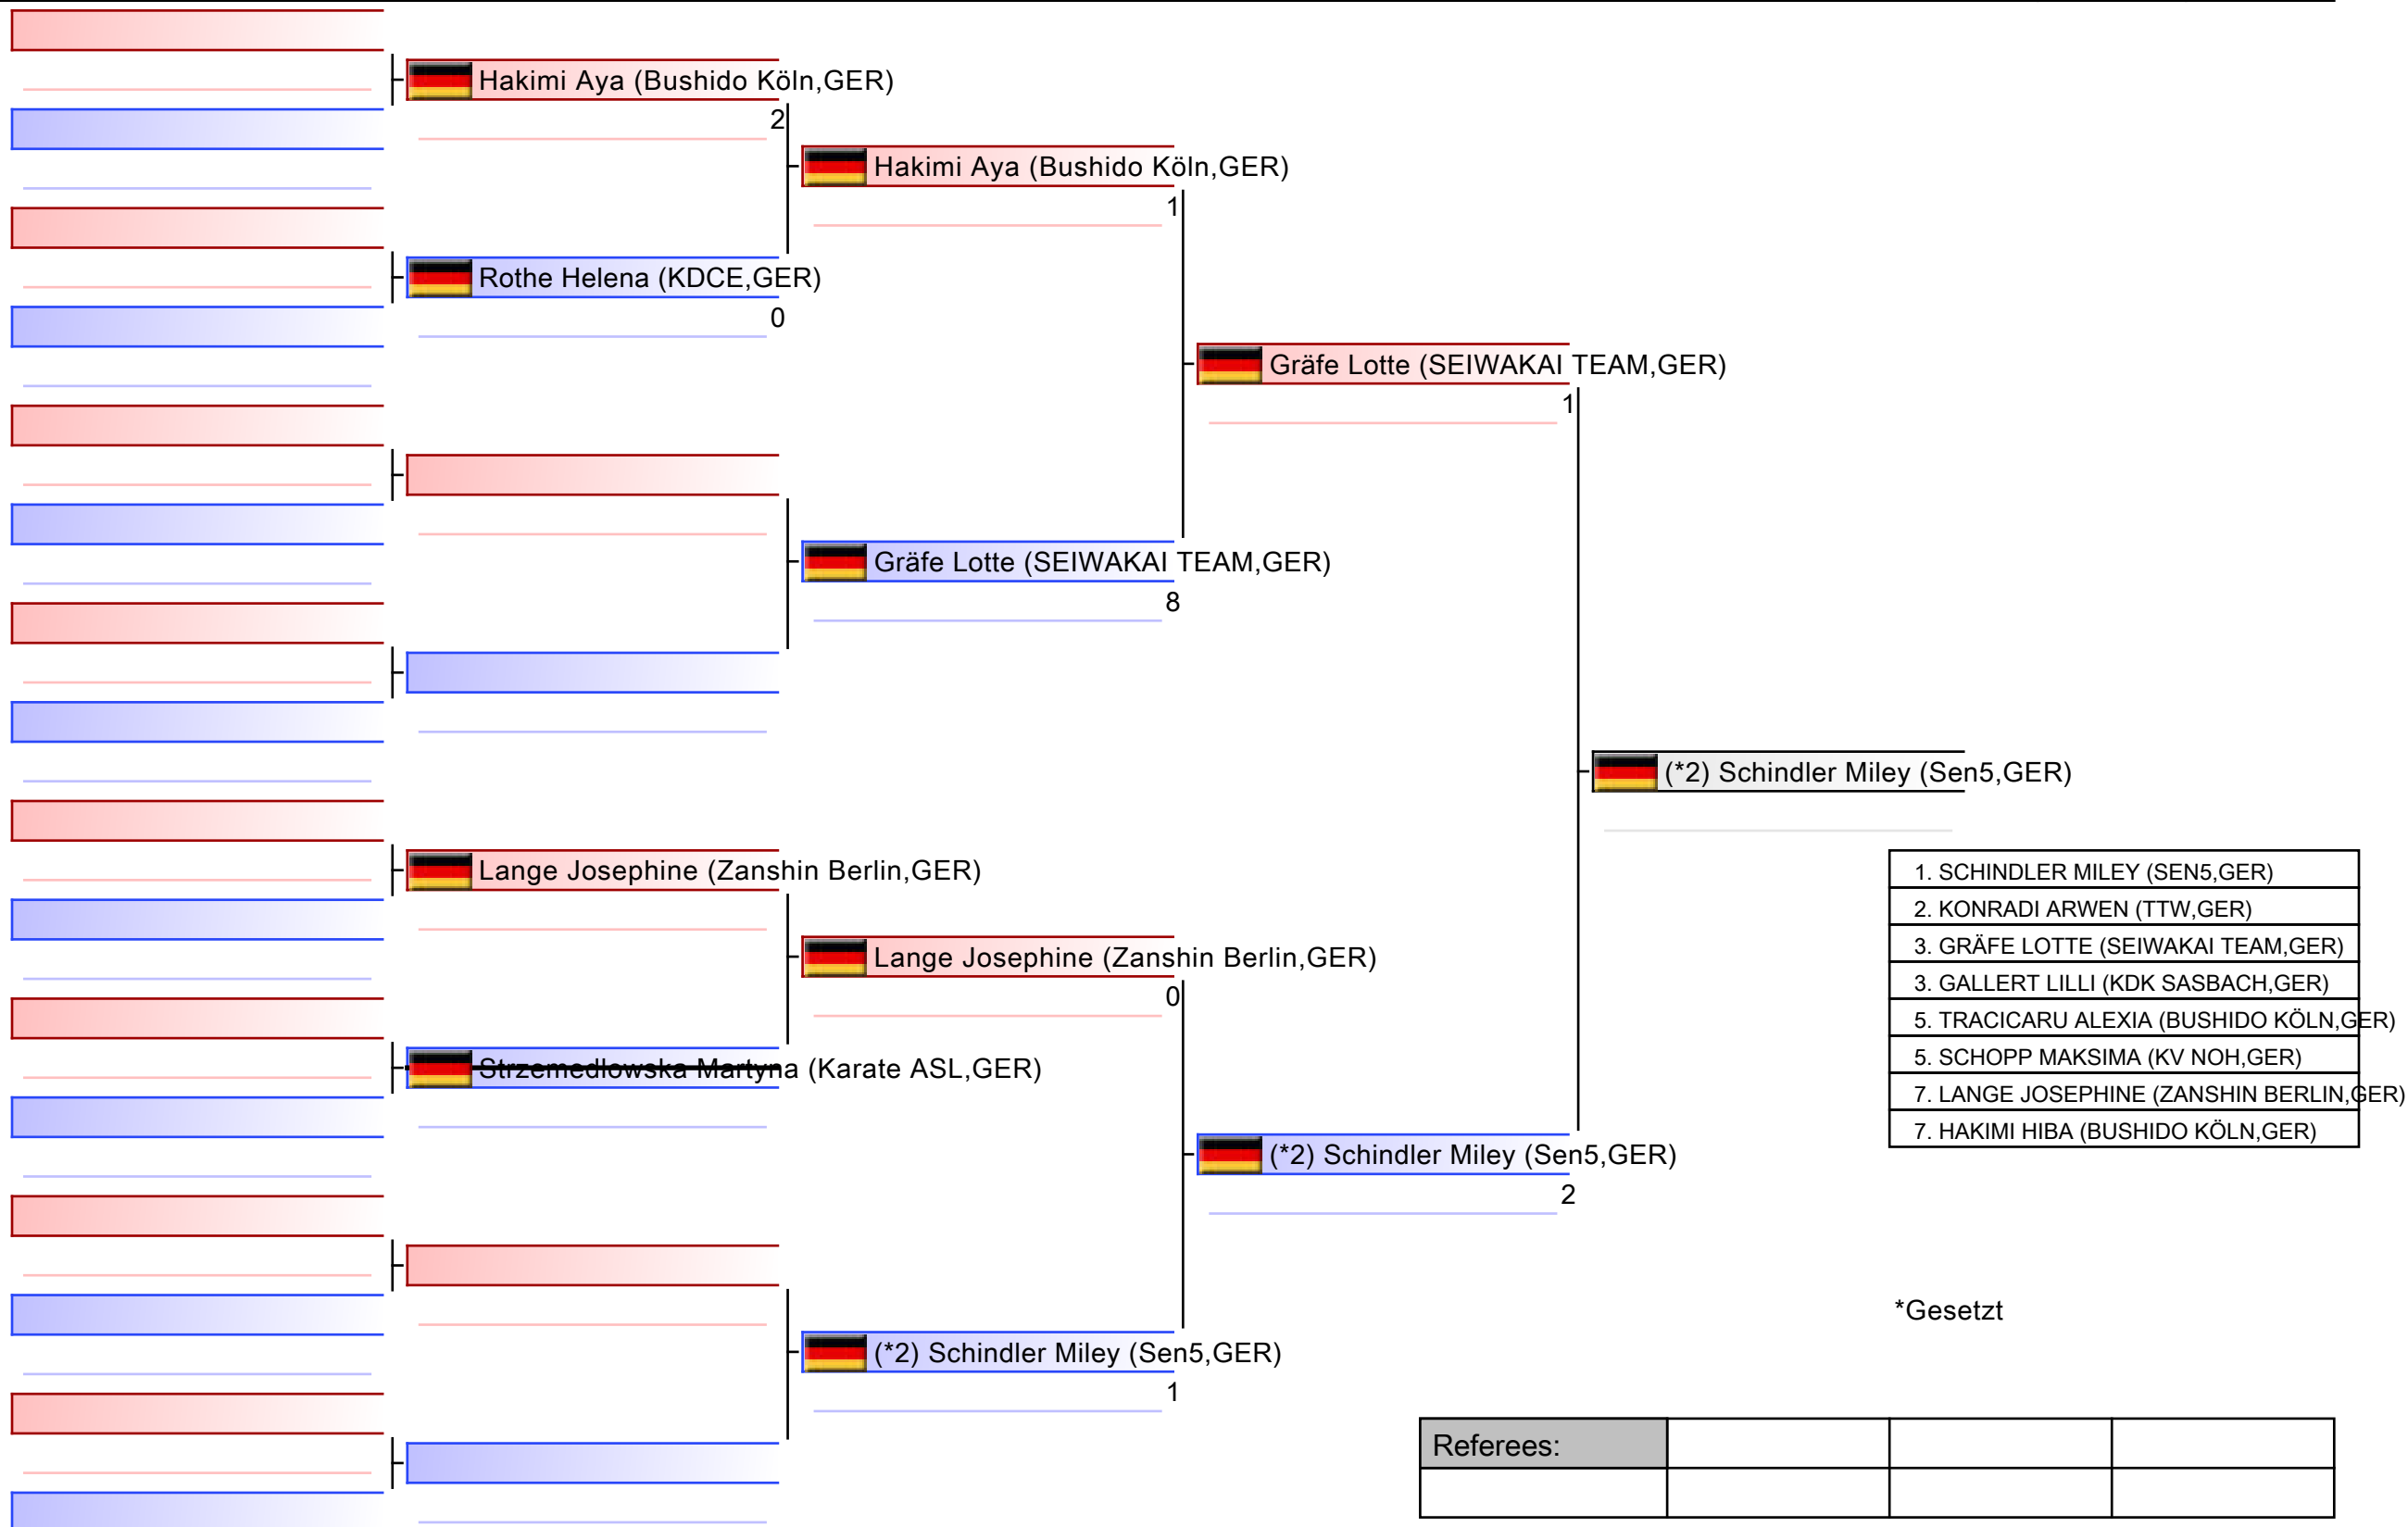 Hakimi Aya (Bushido Köln,GER)
2
Hakimi Aya (Bushido Köln,GER)
1
Rothe Helena (KDCE,GER)
0
Gräfe Lotte (SEIWAKAI TEAM,GER)
1
Gräfe Lotte (SEIWAKAI TEAM,GER)
8
(*2) Schindler Miley (Sen5,GER)
Lange Josephine (Zanshin Berlin,GER)
Lange Josephine (Zanshin Berlin,GER)
0
Strzemedlowska Martyna (Karate ASL,GER)
(*2) Schindler Miley (Sen5,GER)
2
(*2) Schindler Miley (Sen5,GER)
1
1. SCHINDLER MILEY (SEN5,GER)
2. KONRADI ARWEN (TTW,GER)
3. GRÄFE LOTTE (SEIWAKAI TEAM,GER)
3. GALLERT LILLI (KDK SASBACH,GER)
5. TRACICARU ALEXIA (BUSHIDO KÖLN,GER)
5. SCHOPP MAKSIMA (KV NOH,GER)
7. LANGE JOSEPHINE (ZANSHIN BERLIN,GER)
7. HAKIMI HIBA (BUSHIDO KÖLN,GER)
*Gesetzt
Referees: